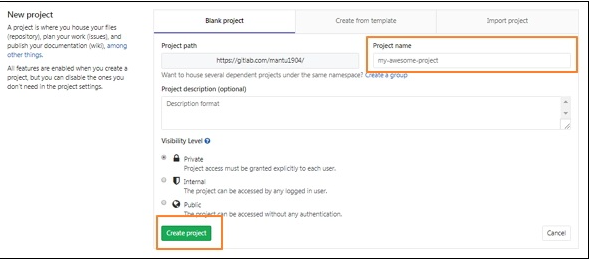 New project
A project is where you house your files
(repository), plan your work (issues), and
publish your documentation (wiki), among
other things.
All features are enabled when you create a
project, but you can disable the ones you
don't need in the project settings.
Blank project
Create from template
Import project
Project path
Project name
https://gitlab.com/mantu1904/
my-awesome-project
Want to house several dependent projects under the same namespace? Create a group
Project description (optional)
Description format
Visibility Level
Private
Project access must be granted explicitly to each user.
Internal
The project can be accessed by any logged in user.
Public
The project can be accessed without any authentication.
Create project
Cancel